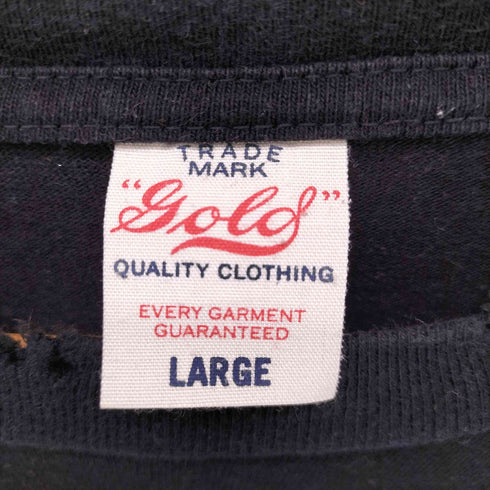 TRADE
MARK
"Gold"
QUALITY CLOTHING
EVERY GARMENT
GUARANTEED
LARGE